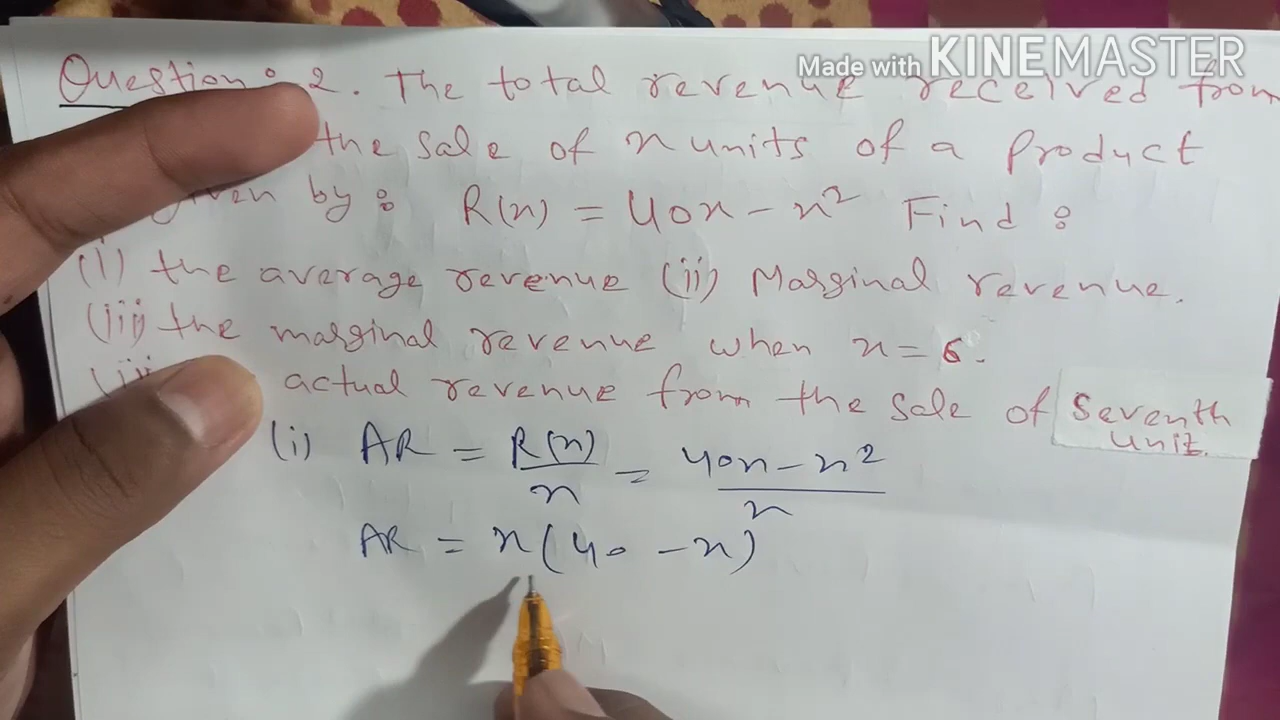 Made with KINEMASTER
Question: 2. The total revenue received from
the sale of x units of a product
given by: R(x) = 40x - x² Find:
(i) the average revenue (ii) Marginal revenue.
(iii) the marginal revenue when x = 6.
actual revenue from the sale of Seventh
unit.
(i) AR = R(x)/x = 40x - x²/x
AR = x(40 - x)